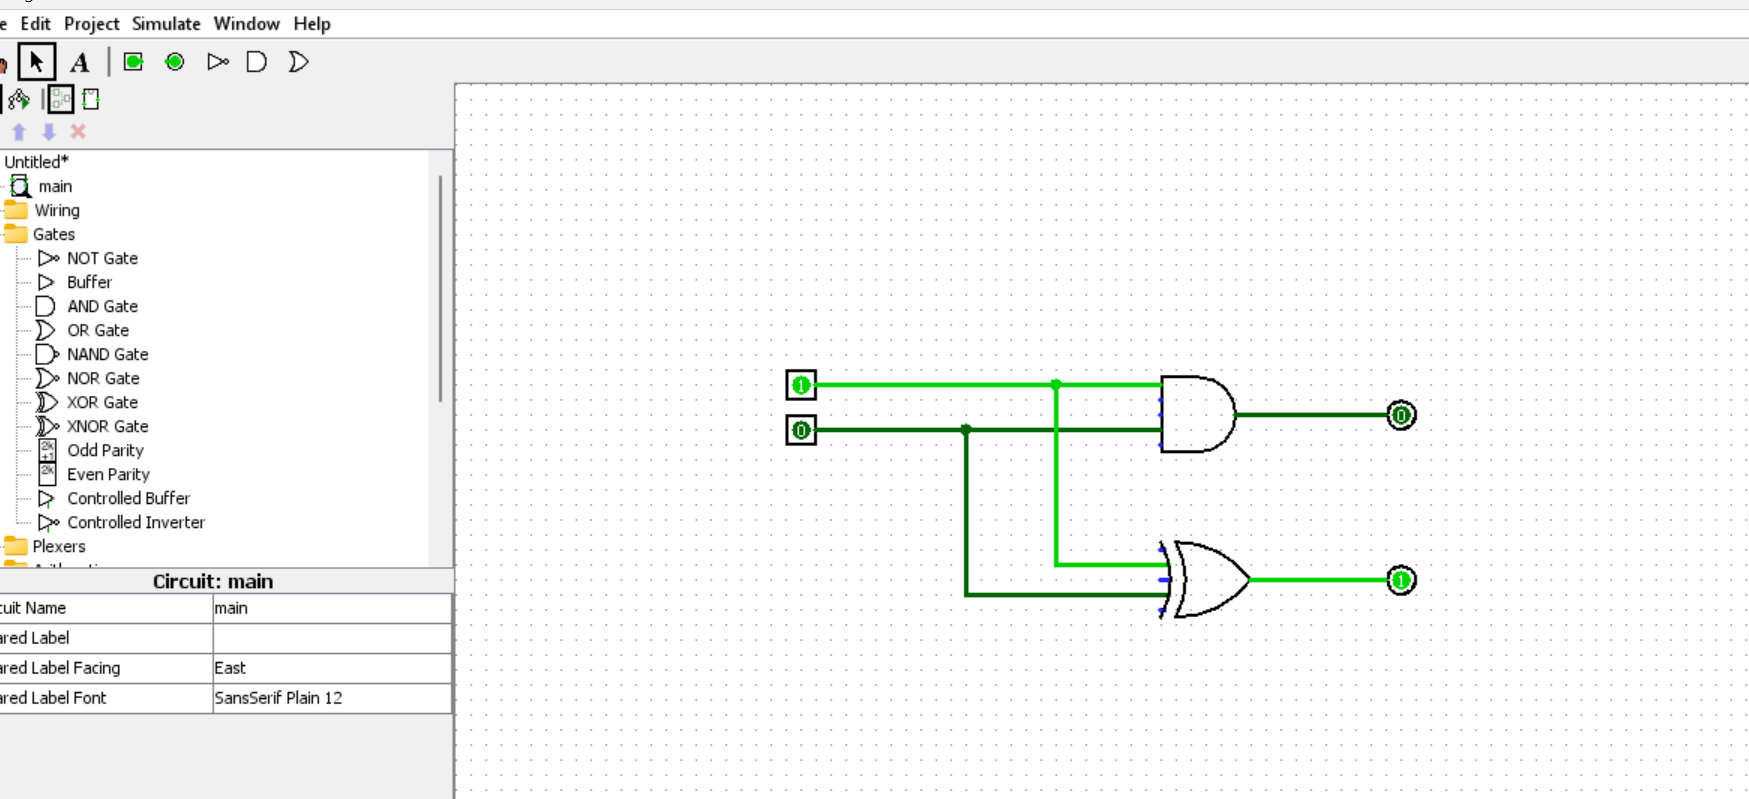 e Edit Project Simulate Window Help
A
Untitled*
main
Wiring
Gates
NOT Gate
Buffer
AND Gate
OR Gate
NAND Gate
NOR Gate
XOR Gate
XNOR Gate
2k+1 Odd Parity
2k Even Parity
Controlled Buffer
Controlled Inverter
Plexers
Circuit: main
cuit Name main
ared Label
ared Label Facing East
ared Label Font SansSerif Plain 12
1
0
0
1